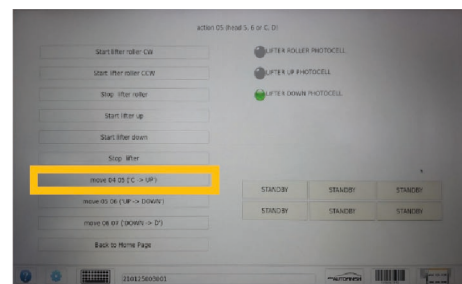 action 05 (head 5, 6 or C, D)
Start lifter roller CW
LIFTER ROLLER PHOTOCELL
Start lifter roller CCW
LIFTER UP PHOTOCELL
Stop lifter roller
LIFTER DOWN PHOTOCELL
Start lifter up
Start lifter down
Stop lifter
move 04 05 ('C -> UP')
STANDBY STANDBY STANDBY
move 05 06 ('UP -> DOWN')
STANDBY STANDBY STANDBY
move 06 07 ('DOWN -> D')
Back to Home Page